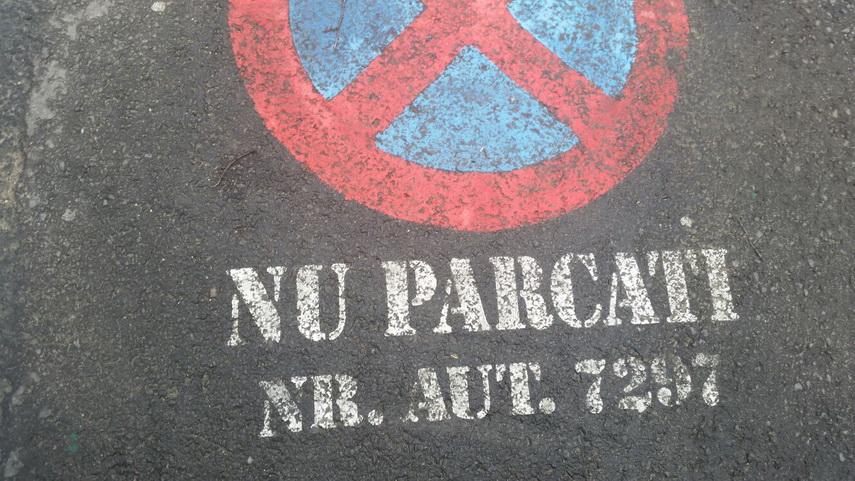 NU PARCATI
NR. AUT. 7297